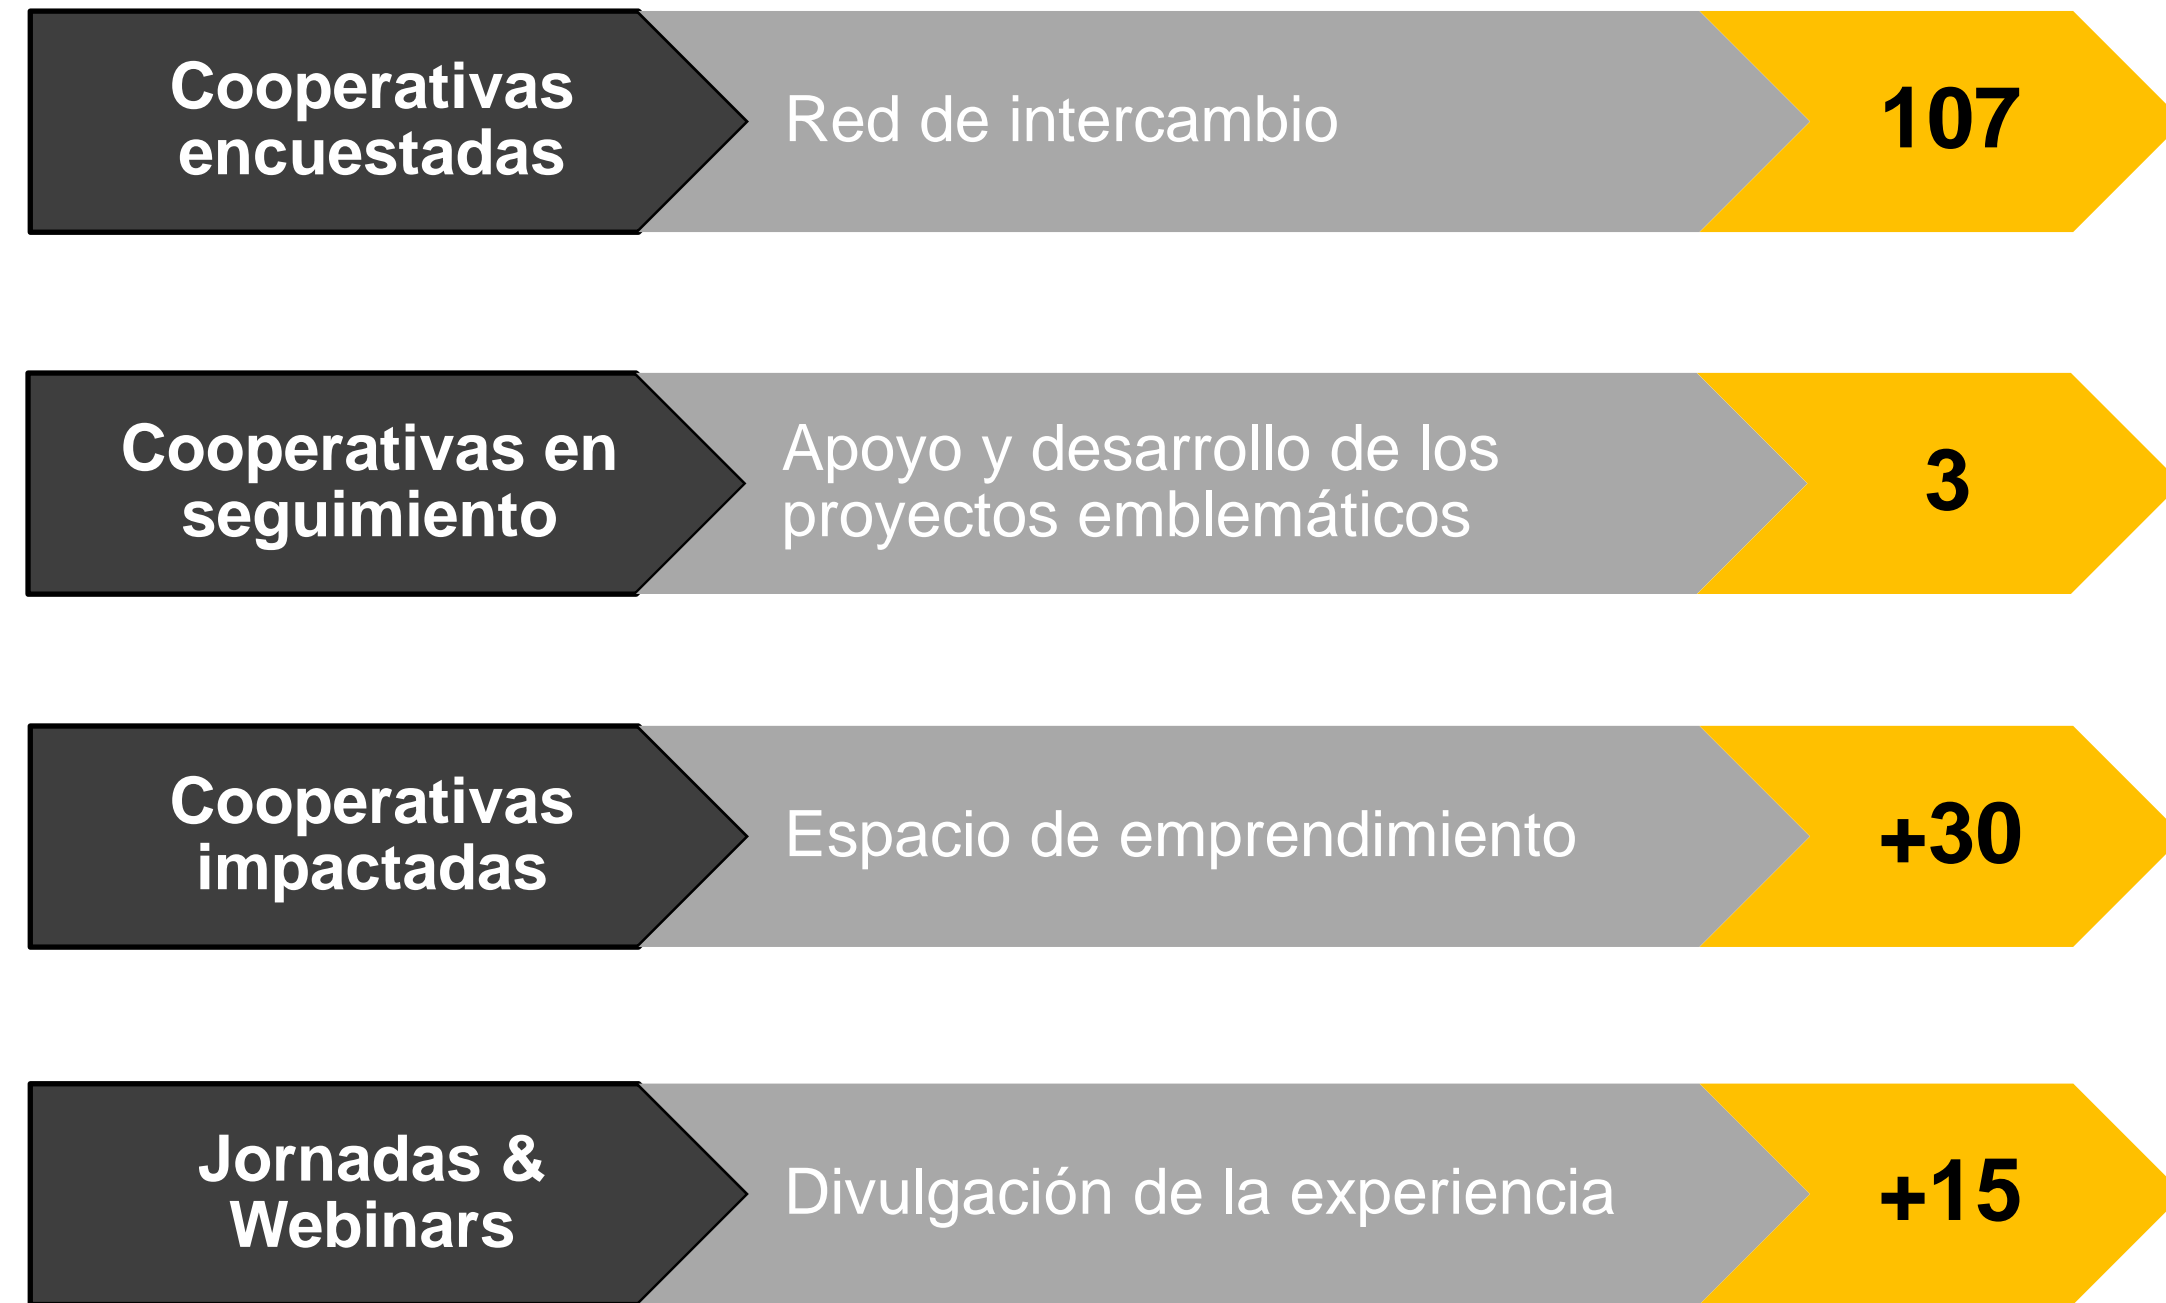 Cooperativas
encuestadas
Red de intercambio
107
Cooperativas en
seguimiento
Apoyo y desarrollo de los
proyectos emblemáticos
3
Cooperativas
impactadas
Espacio de emprendimiento
+30
Jornadas &
Webinars
Divulgación de la experiencia
+15